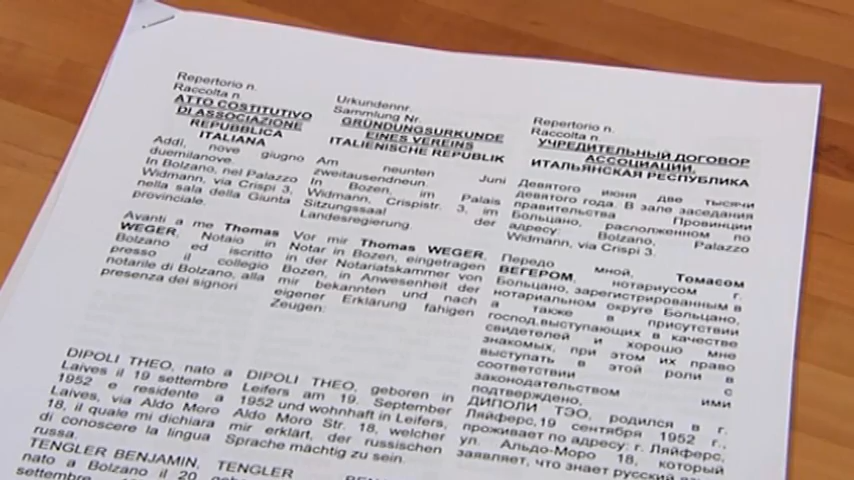 Repertorio n.
Raccolta n.
ATTO COSTITUTIVO
DI ASSOCIAZIONE
REPUBBLICA
ITALIANA
Addì, nove giugno
duemilanove.
In Bolzano, nel Palazzo
Widmann, via Crispi 3,
nella sala della Giunta
provinciale.
Avanti a me Thomas
WEGER, Notaio in
Bolzano ed iscritto
presso il collegio
notarile di Bolzano, alla
presenza dei signori
DIPOLI THEO, nato a
Laives il 19 settembre
1952 e residente a
Laives, via Aldo Moro
18, il quale mi dichiara
di conoscere la lingua
russa.
TENGLER BENJAMIN,
nato a Bolzano il 20
settembre
Urkundennr.
Sammlung Nr.
GRÜNDUNGSURKUNDE
EINES VEREINS
ITALIENISCHE REPUBLIK
Am neunten Juni
zweitausendneun.
In Bozen, im Palais
Widmann, Crispistr. 3, im
Sitzungssaal der
Landesregierung.
Vor mir Thomas WEGER,
Notar in Bozen, eingetragen
in der Notariatskammer von
Bozen, in Anwesenheit der
mir bekannten und nach
eigener Erklärung fähigen
Zeugen:
DIPOLI THEO, geboren in
Leifers am 19. September
1952 und wohnhaft in Leifers,
Aldo Moro Str. 18, welcher
mir erklärt, der russischen
Sprache mächtig zu sein.
TENGLER
Repertorio n.
Raccolta n.
УЧРЕДИТЕЛЬНЫЙ ДОГОВОР
АССОЦИАЦИИ,
ИТАЛЬЯНСКАЯ РЕСПУБЛИКА
Девятого июня две тысячи
девятого года. В зале заседания
правительства Провинции
Больцано, расположенном по
адресу: Bolzano, Palazzo
Widmann, via Crispi 3.
Передо мной, Томасом
ВЕГЕРОМ, нотариусом г.
Больцано, зарегистрированным в
нотариальном округе Больцано,
а также в присутствии
господ,выступающих в качестве
свидетелей и хорошо мне
знакомых, при этом их право
выступать в этой роли в
соответствии с
законодательством ими
подтверждено.
ДИПОЛИ ТЭО, родился в г.
Ляйферс,19 сентября 1952 г.,
проживает по адресу: г. Ляйферс,
ул. Альдо-Моро 18, который
заявляет, что знает русский